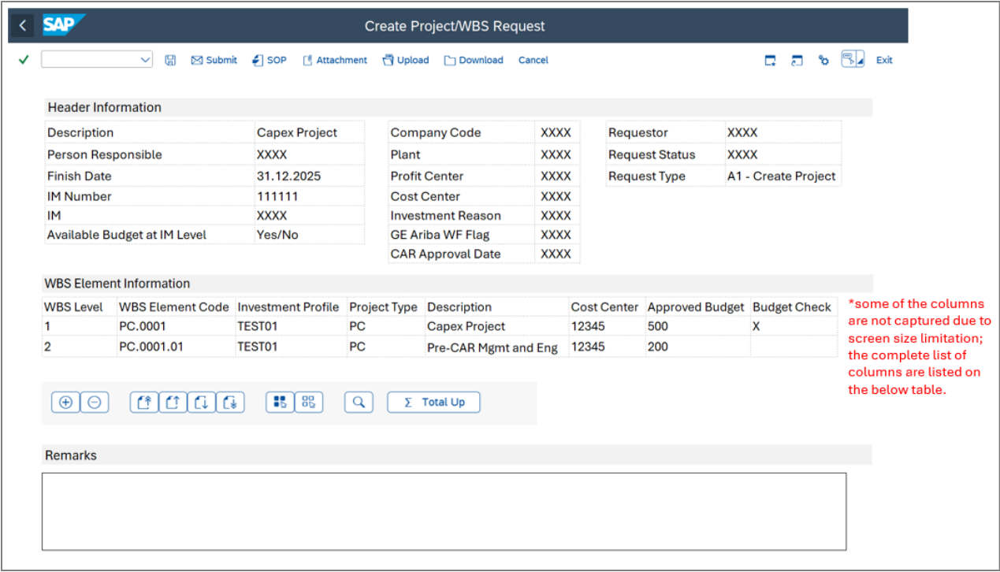 SAP
Create Project/WBS Request
Submit SOP Attachment Upload Download Cancel Exit
Header Information
Description Capex Project Company Code XXXX Requestor XXXX
Person Responsible XXXX Plant XXXX Request Status XXXX
Finish Date 31.12.2025 Profit Center XXXX Request Type A1 - Create Project
IM Number 111111 Cost Center XXXX
IM XXXX Investment Reason XXXX
Available Budget at IM Level Yes/No GE Ariba WF Flag XXXX
CAR Approval Date XXXX
WBS Element Information
WBS Level WBS Element Code Investment Profile Project Type Description Cost Center Approved Budget Budget Check
1 PC.0001 TEST01 PC Capex Project 12345 500 X
2 PC.0001.01 TEST01 PC Pre-CAR Mgmt and Eng 12345 200
*some of the columns
are not captured due to
screen size limitation;
the complete list of
columns are listed on
the below table.
Σ Total Up
Remarks